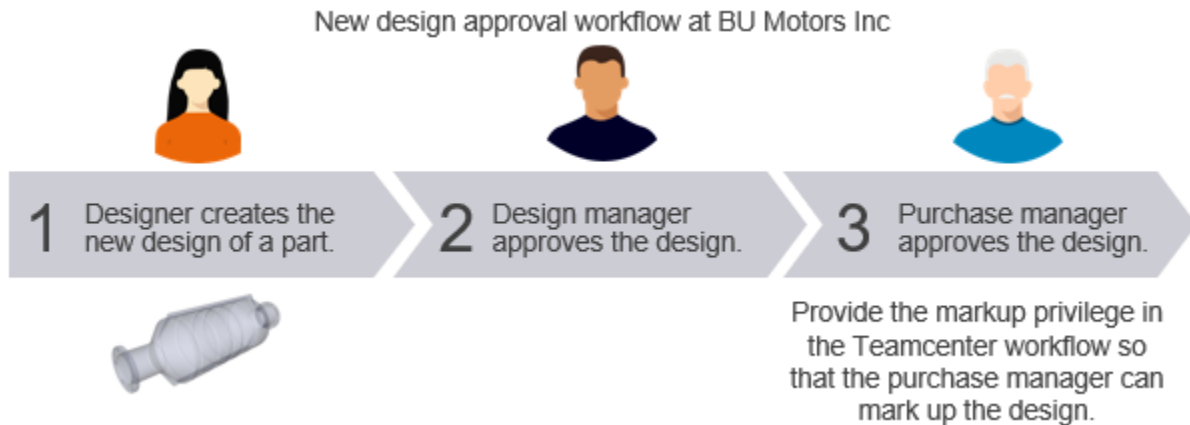 New design approval workflow at BU Motors Inc
1
Designer creates the
new design of a part.
2
Design manager
approves the design.
3
Purchase manager
approves the design.
Provide the markup privilege in
the Teamcenter workflow so
that the purchase manager can
mark up the design.